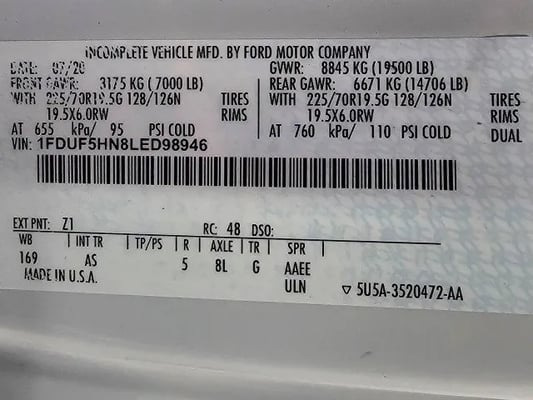 INCOMPLETE VEHICLE MFD. BY FORD MOTOR COMPANY
DATE: 07/20 GVWR: 8845 KG (19500 LB)
FRONT GAWR: 3175 KG ( 7000 LB) REAR GAWR: 6671 KG (14706 LB)
WITH 225/70R19.5G 128/126N TIRES WITH 225/70R19.5G 128/126N TIRES
19.5X6.0RW RIMS 19.5X6.0RW RIMS
AT 655 kPa/ 95 PSI COLD AT 760 kPa/ 110 PSI COLD DUAL
VIN: 1FDUF5HN8LED98946
EXT PNT: Z1 RC: 48 DSO:
WB INT TR TP/PS R AXLE TR SPR
169 AS 5 8L G AAEE
MADE IN U.S.A. ULN ▽ 5U5A-3520472-AA